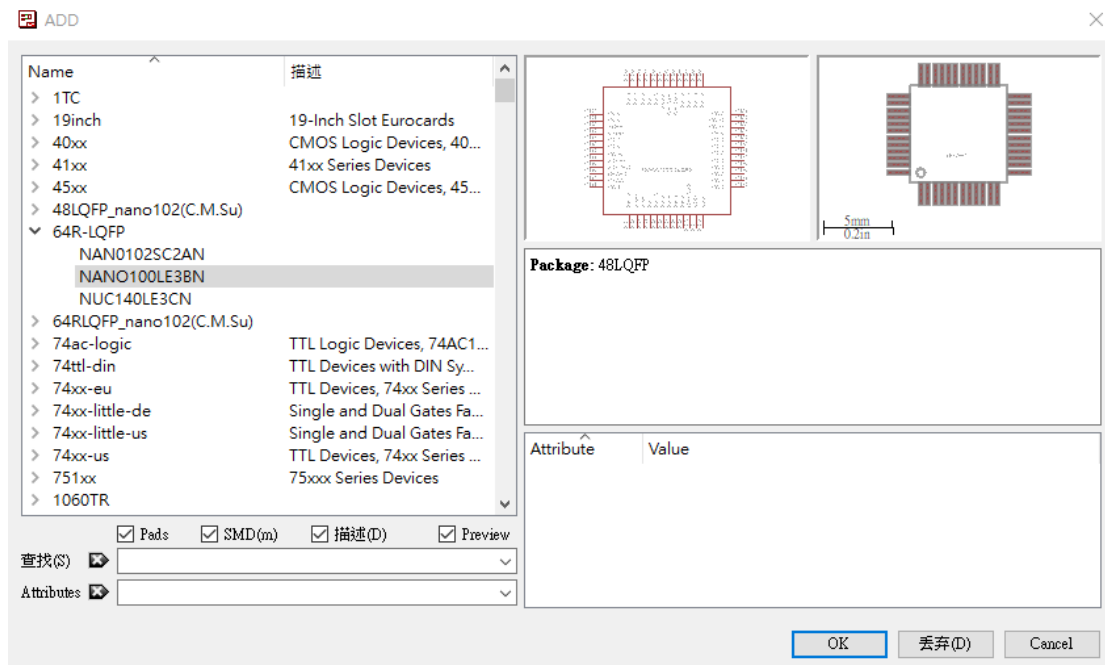 ADD
Name 描述
1TC
19inch 19-Inch Slot Eurocards
40xx CMOS Logic Devices, 40...
41xx 41xx Series Devices
45xx CMOS Logic Devices, 45...
48LQFP_nano102(C.M.Su)
64R-LQFP
NAN0102SC2AN
NANO100LE3BN
NUC140LE3CN
64RLQFP_nano102(C.M.Su)
74ac-logic TTL Logic Devices, 74AC1...
74ttl-din TTL Devices with DIN Sy...
74xx-eu TTL Devices, 74xx Series ...
74xx-little-de Single and Dual Gates Fa...
74xx-little-us Single and Dual Gates Fa...
74xx-us TTL Devices, 74xx Series ...
751xx 75xxx Series Devices
1060TR
Pads SMD(m) 描述(D) Preview
查找(S)
Attributes
5mm
0.2in
Package: 48LQFP
Attribute Value
OK 丟弃(D) Cancel